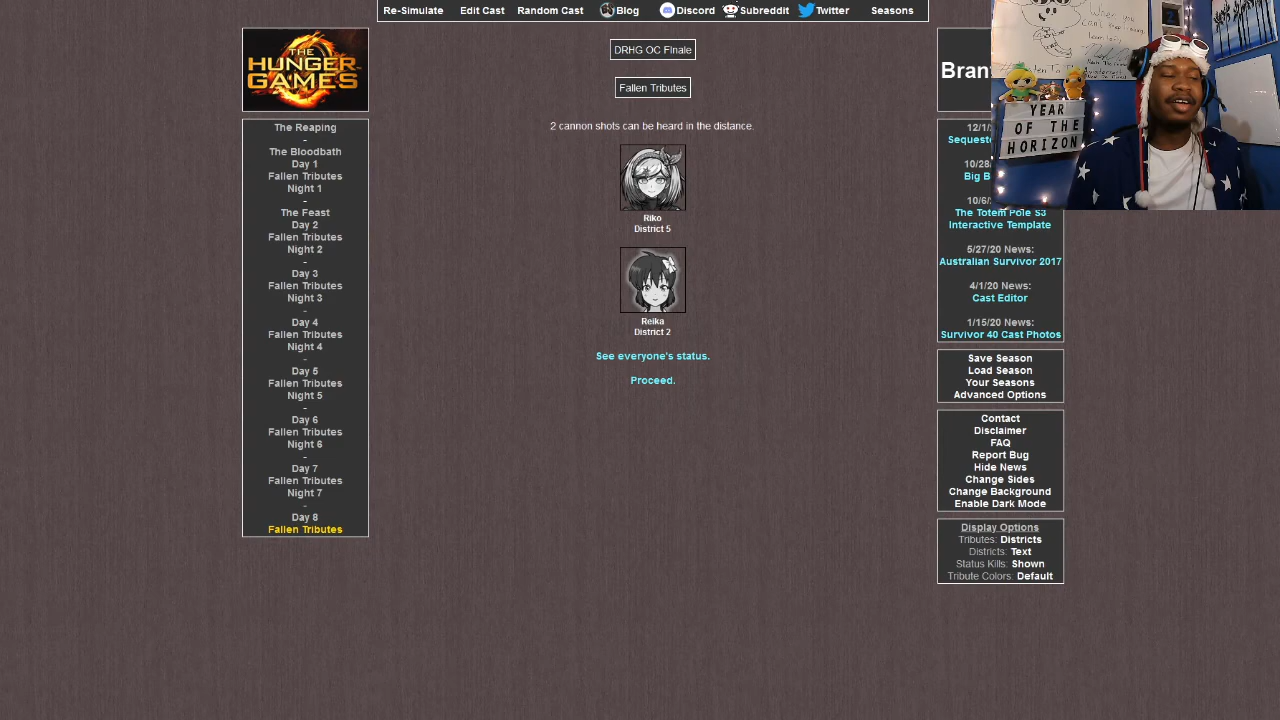 Re-Simulate Edit Cast Random Cast Blog Discord Subreddit Twitter Seasons
THE
HUNGER
GAMES
The Reaping
-
The Bloodbath
Day 1
Fallen Tributes
Night 1
-
The Feast
Day 2
Fallen Tributes
Night 2
-
Day 3
Fallen Tributes
Night 3
-
Day 4
Fallen Tributes
Night 4
-
Day 5
Fallen Tributes
Night 5
-
Day 6
Fallen Tributes
Night 6
-
Day 7
Fallen Tributes
Night 7
-
Day 8
Fallen Tributes
DRHG OC FInale
Fallen Tributes
2 cannon shots can be heard in the distance.
Riko
District 5
Reika
District 2
See everyone's status.
Proceed.
YEAR
OF THE
HORIZON
The Totem Pole S3
Interactive Template
5/27/20 News:
Australian Survivor 2017
4/1/20 News:
Cast Editor
1/15/20 News:
Survivor 40 Cast Photos
Save Season
Load Season
Your Seasons
Advanced Options
Contact
Disclaimer
FAQ
Report Bug
Hide News
Change Sides
Change Background
Enable Dark Mode
Display Options
Tributes: Districts
Districts: Text
Status Kills: Shown
Tribute Colors: Default